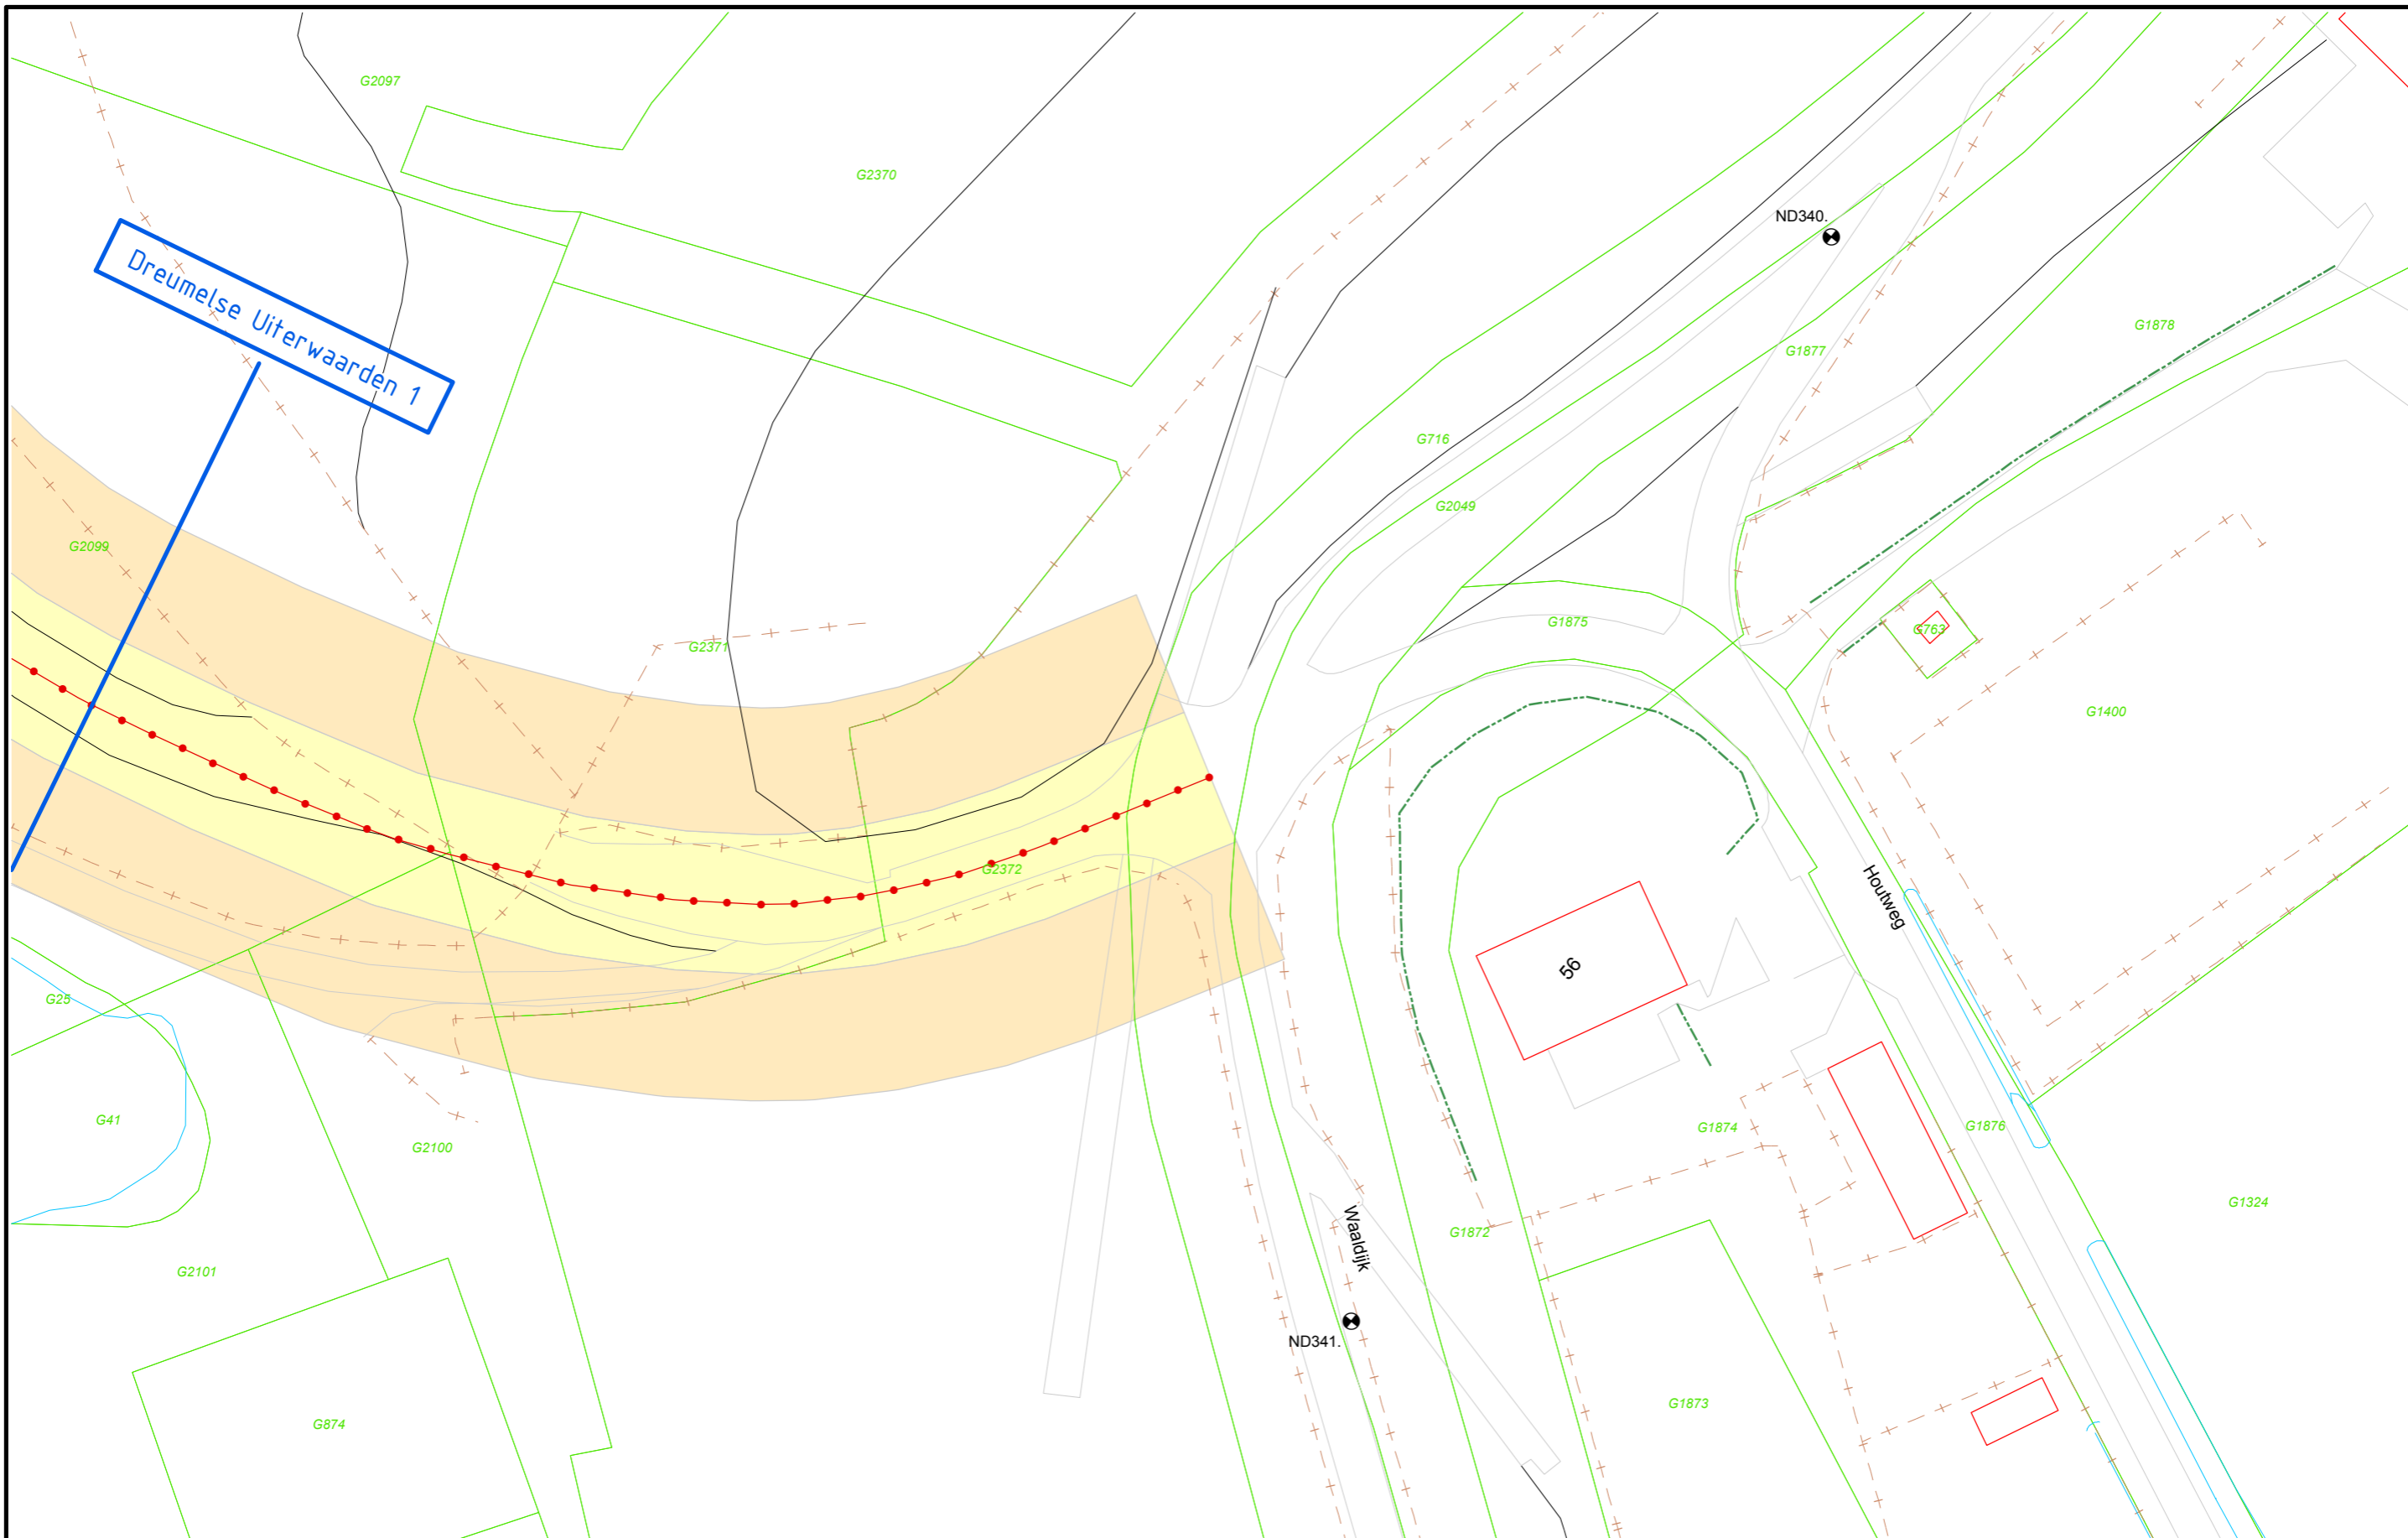 G2097
G2370
ND340.
Dreumelse Uiterwaarden 1
G1878
G1877
G716
G2049
G2099
G1875
G763
G2371
G1400
G2372
Houtweg
56
G25
G41
G2100
G1874
G1876
G1324
G1872
Waaldijk
G2101
ND341.
G1873
G874